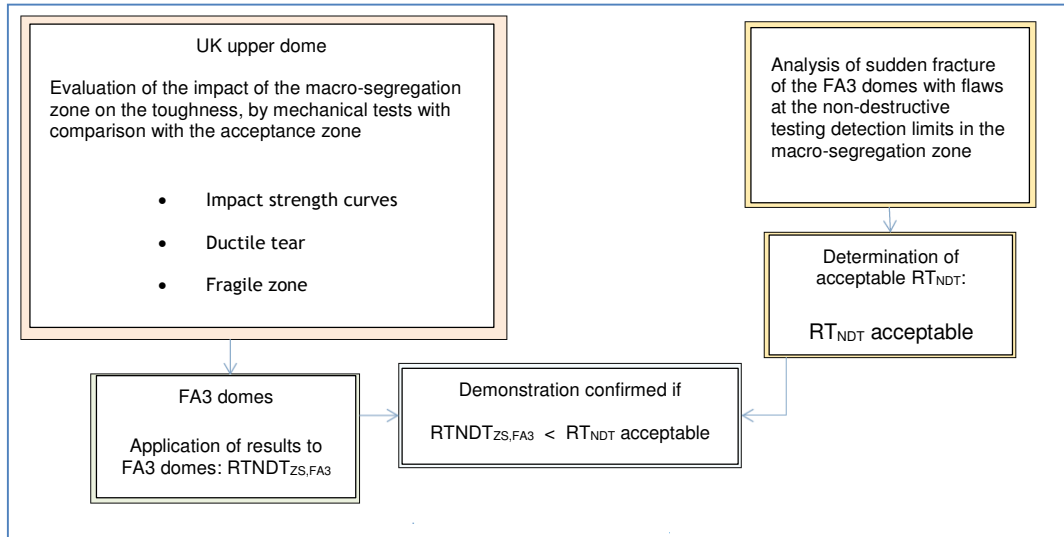 UK upper dome
Evaluation of the impact of the macro-segregation
zone on the toughness, by mechanical tests with
comparison with the acceptance zone
• Impact strength curves
• Ductile tear
• Fragile zone
Analysis of sudden fracture
of the FA3 domes with flaws
at the non-destructive
testing detection limits in the
macro-segregation zone
Determination of
acceptable RTNDT:
RTNDT acceptable
FA3 domes
Application of results to
FA3 domes: RTNDTZS,FA3
Demonstration confirmed if
RTNDTZS,FA3 < RTNDT acceptable